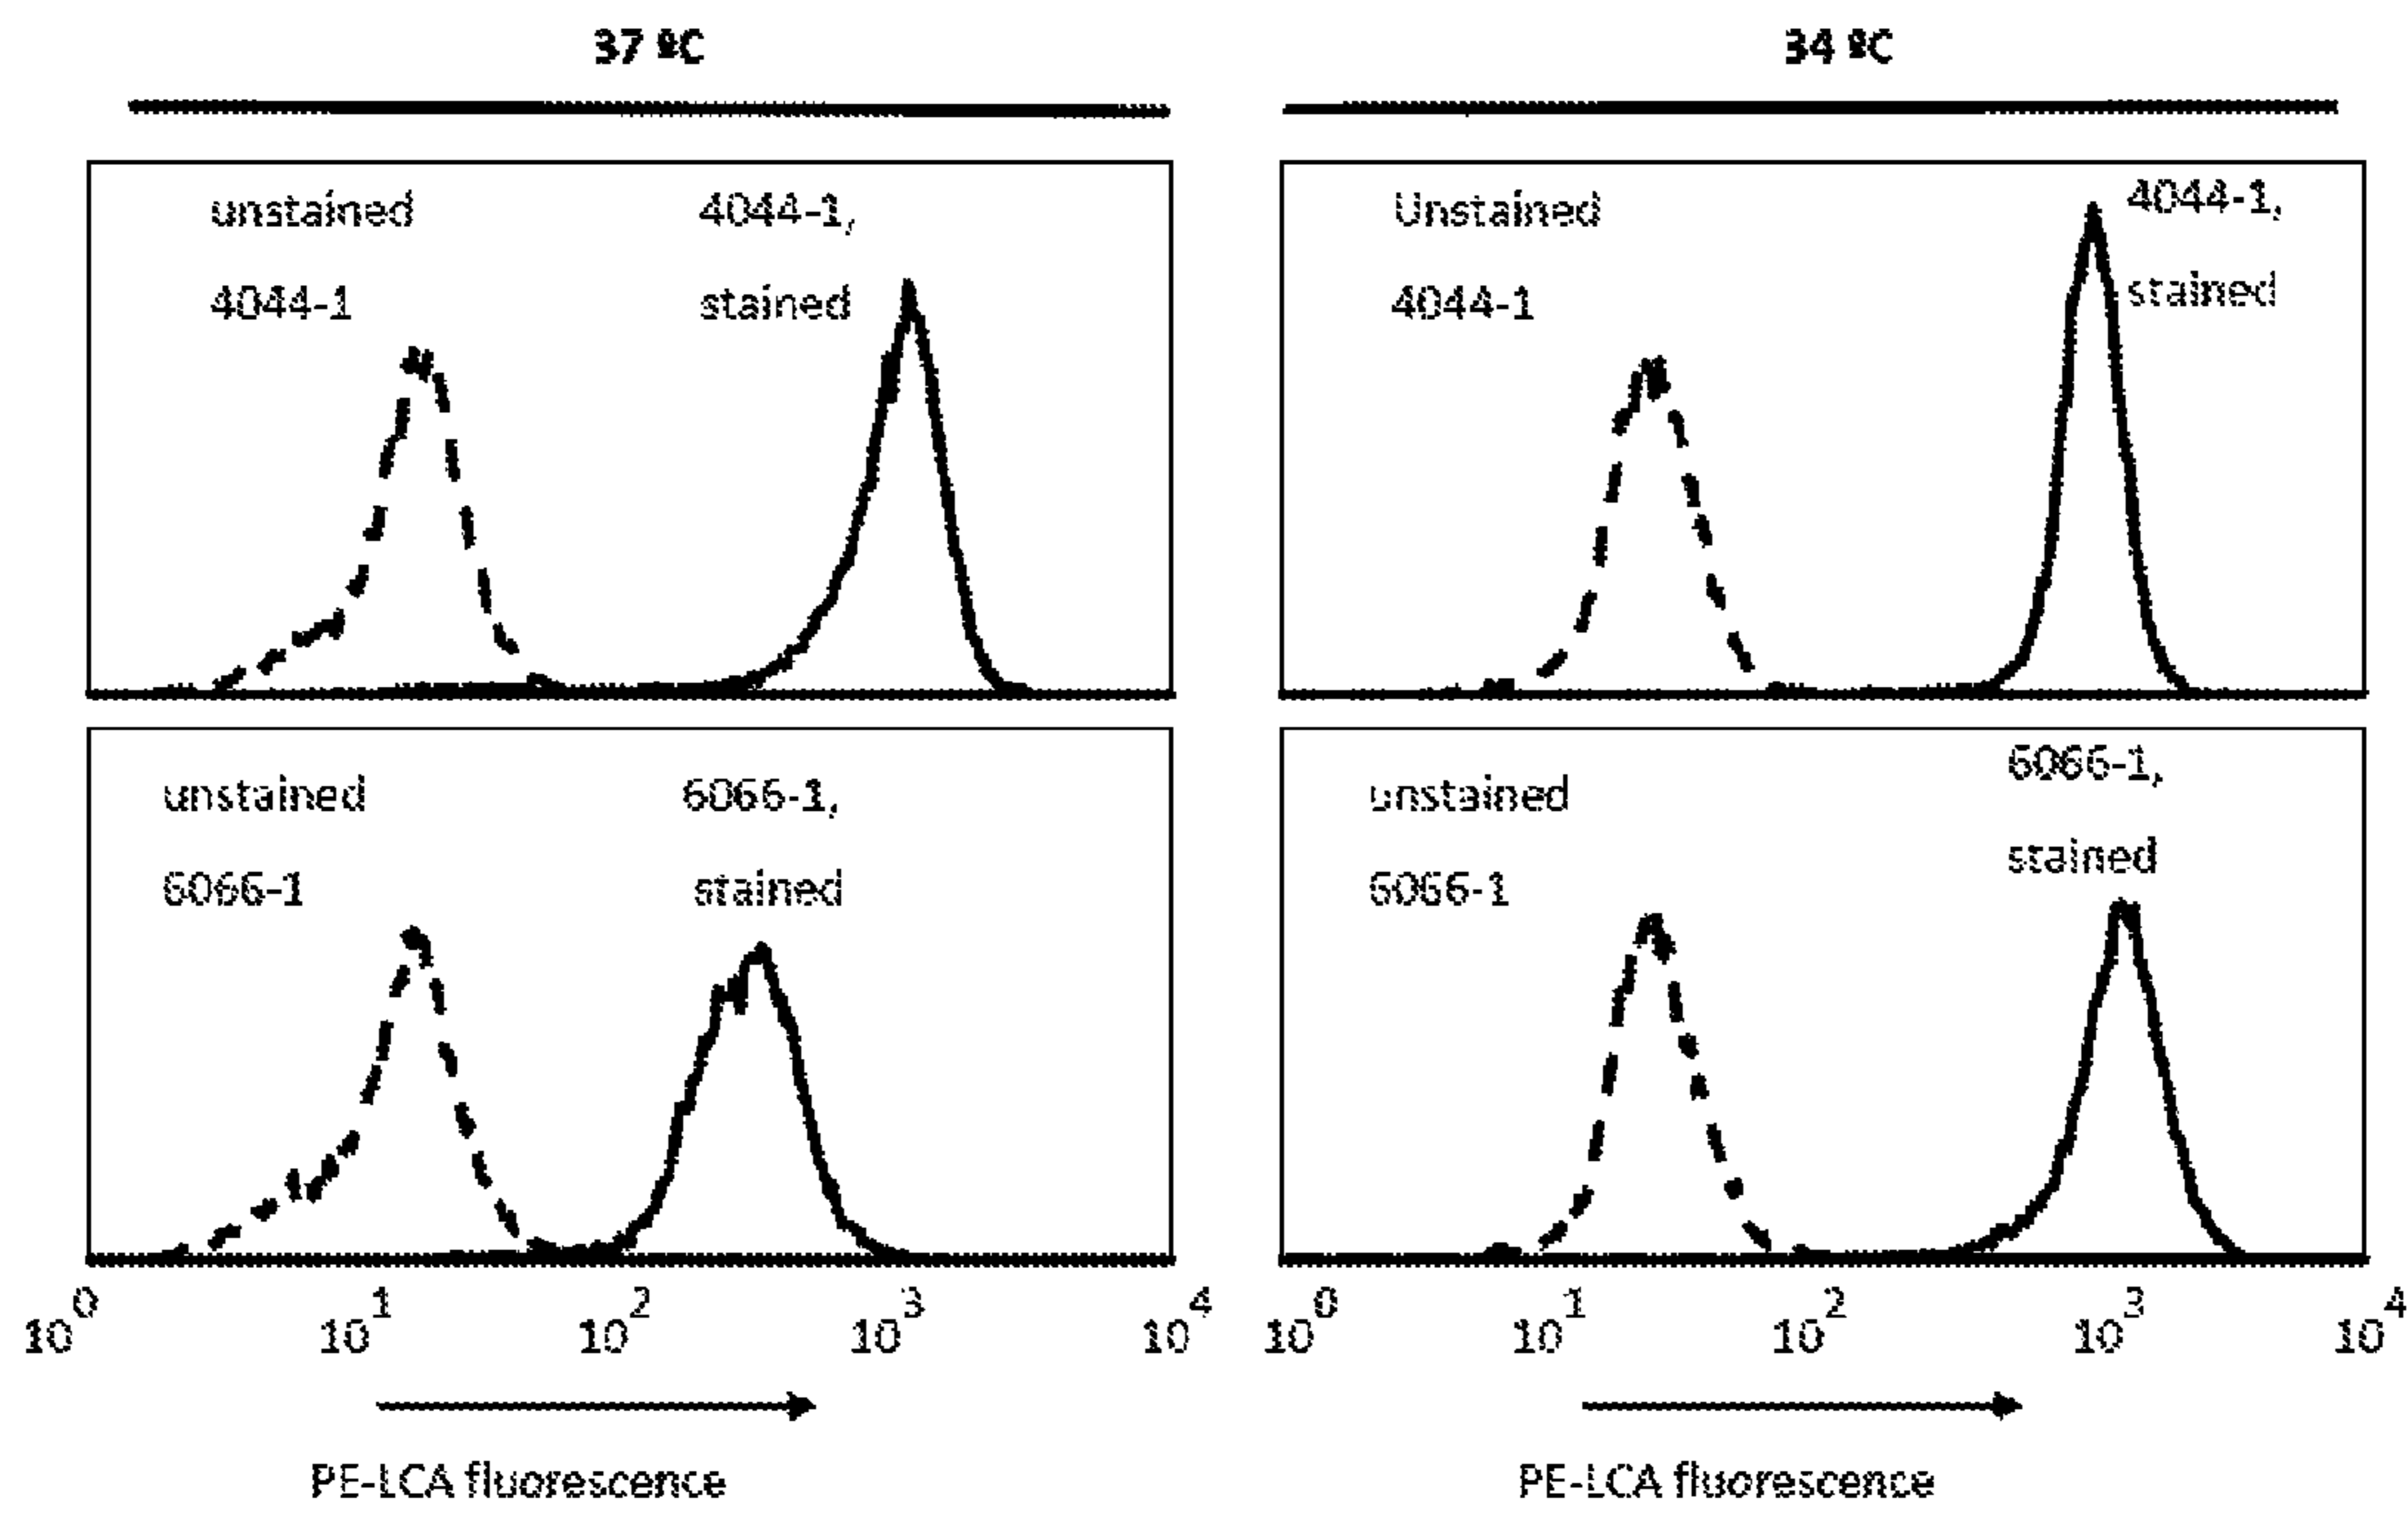 37 ºC
34 ºC
unstained
4044-1
4044-1,
stained
Unstained
4044-1
4044-1,
stained
unstained
6066-1
6066-1,
stained
unstained
6066-1
6066-1,
stained
10^0 10^1 10^2 10^3 10^4
10^0 10^1 10^2 10^3 10^4
PE-LCA fluorescence
PE-LCA fluorescence